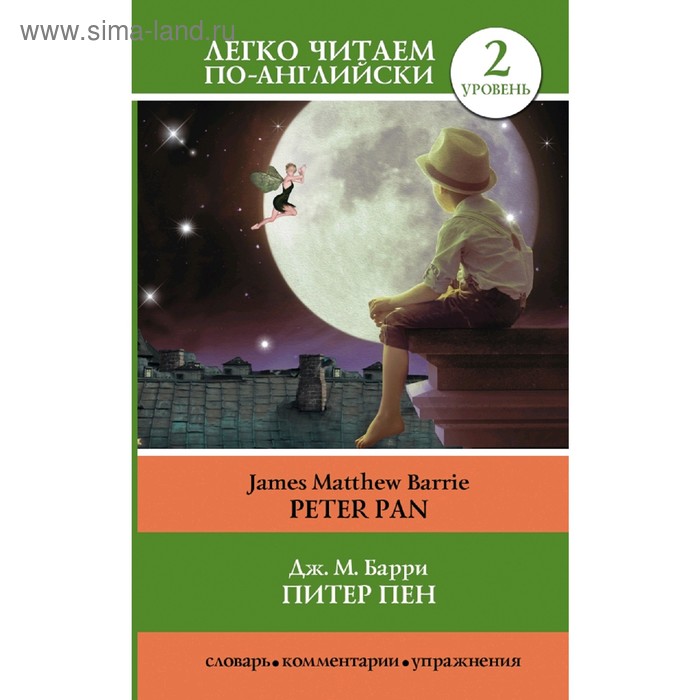 www.sima-land.ru
ЛЕГКО ЧИТАЕМ
ПО-АНГЛИЙСКИ
2
УРОВЕНЬ
James Matthew Barrie
PETER PAN
Дж. М. Барри
ПИТЕР ПЕН
словарь•комментарии•упражнения